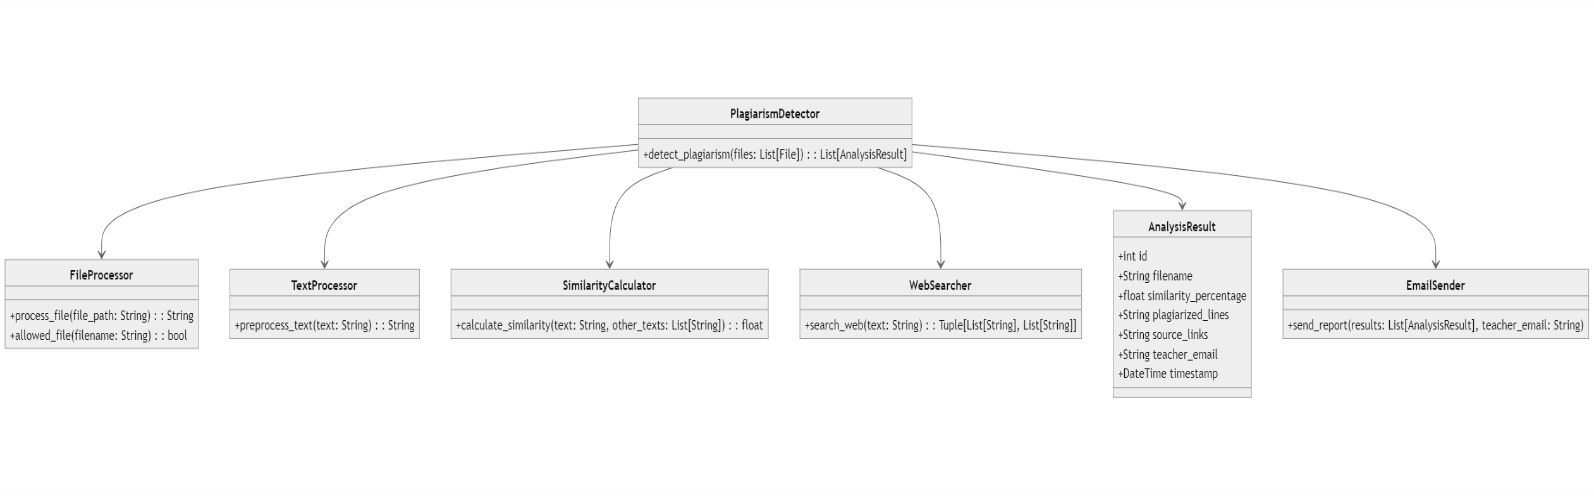 PlagiarismDetector
+detect_plagiarism(files: List[File]) : : List[AnalysisResult]
FileProcessor
+process_file(file_path: String) : : String
+allowed_file(filename: String) : : bool
TextProcessor
+preprocess_text(text: String) : : String
SimilarityCalculator
+calculate_similarity(text: String, other_texts: List[String]) : : float
WebSearcher
+search_web(text: String) : : Tuple[List[String], List[String]]
AnalysisResult
+int id
+String filename
+float similarity_percentage
+String plagiarized_lines
+String source_links
+String teacher_email
+DateTime timestamp
EmailSender
+send_report(results: List[AnalysisResult], teacher_email: String)